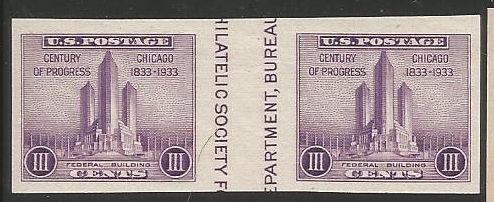 U.S. POSTAGE
CENTURY OF PROGRESS
CHICAGO 1833-1933
FEDERAL BUILDING
III III
CENTS
HILATELIC SOCIETY
EPARTMENT, BUREAU
U.S. POSTAGE
CENTURY OF PROGRESS
CHICAGO 1833-1933
FEDERAL BUILDING
III III
CENTS